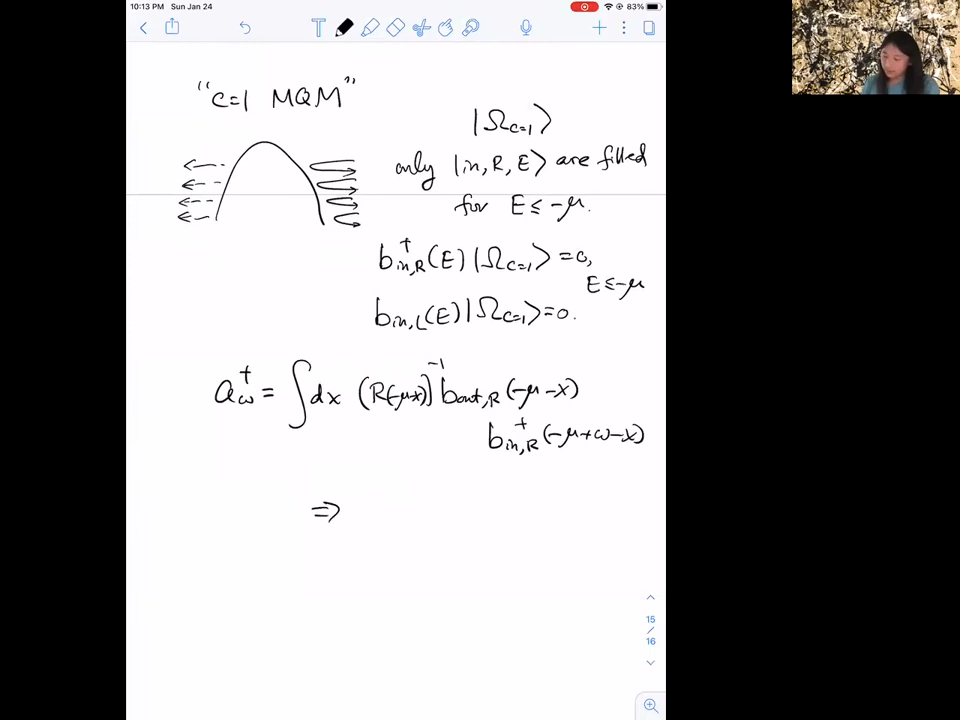 10:13 PM Sun Jan 24
83%
"c=1 MQM"
|Ω_{c=1}⟩
only |in, R, E⟩ are filled
for E ≤ -μ.
b†_{in,R}(E)|Ω_{c=1}⟩ = 0,
E ≤ -μ
b_{in,L}(E)|Ω_{c=1}⟩ = 0.
a†_ω = ∫dx (R(-μ-x))^{-1} b_{out,R}(-μ-x)
b†_{in,R}(-μ+ω-x)
⇒
15
/
16